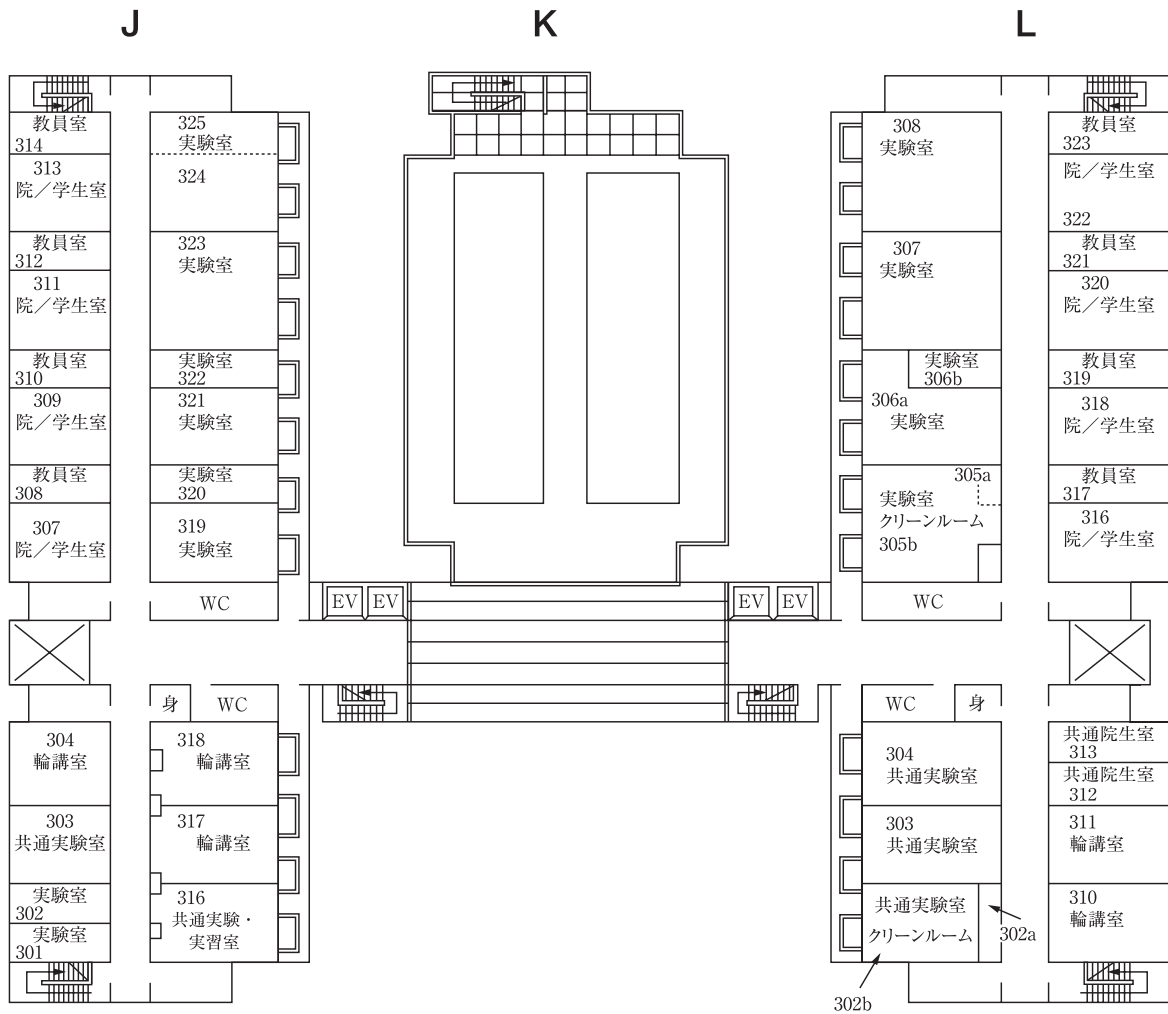 J
K
L
教員室
314
313
院／学生室
教員室
312
311
院／学生室
教員室
310
309
院／学生室
教員室
308
307
院／学生室
325
実験室
324
323
実験室
実験室
322
321
実験室
実験室
320
319
実験室
WC
EV
EV
身
WC
304
輪講室
303
共通実験室
実験室
302
実験室
301
318
輪講室
317
輪講室
316
共通実験・
実習室
308
実験室
307
実験室
実験室
306b
306a
実験室
305a
実験室
クリーンルーム
305b
EV
EV
WC
教員室
323
院／学生室
322
教員室
321
320
院／学生室
教員室
319
318
院／学生室
教員室
317
316
院／学生室
WC
身
304
共通実験室
303
共通実験室
共通実験室
クリーンルーム
302a
302b
共通院生室
313
共通院生室
312
311
輪講室
310
輪講室